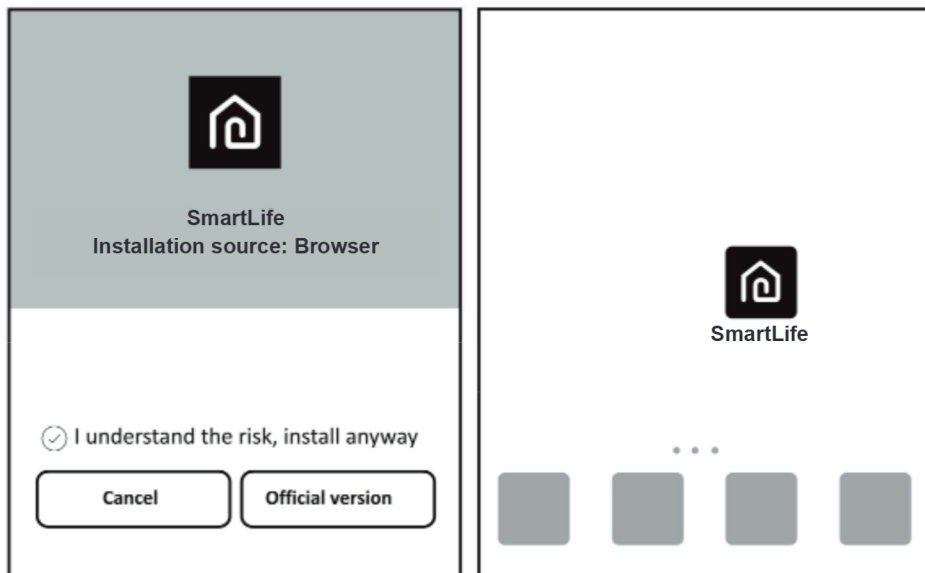 SmartLife
Installation source: Browser
I understand the risk, install anyway
Cancel
Official version
SmartLife